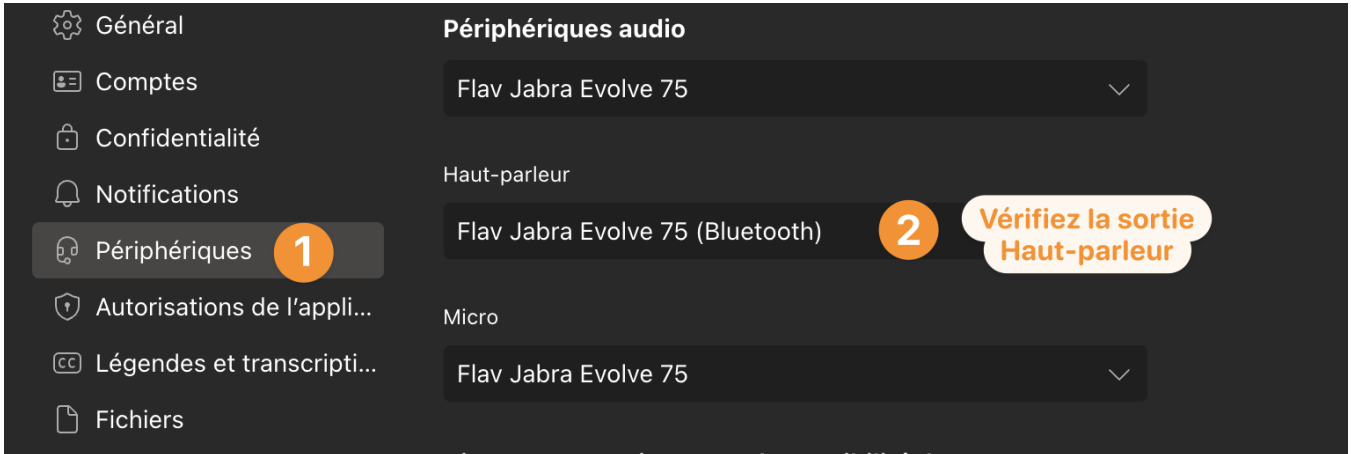 Général
Comptes
Confidentialité
Notifications
Périphériques
1
Autorisations de l'appli...
Légendes et transcripti...
Fichiers
Périphériques audio
Flav Jabra Evolve 75
Haut-parleur
Flav Jabra Evolve 75 (Bluetooth)
2
Vérifiez la sortie
Haut-parleur
Micro
Flav Jabra Evolve 75